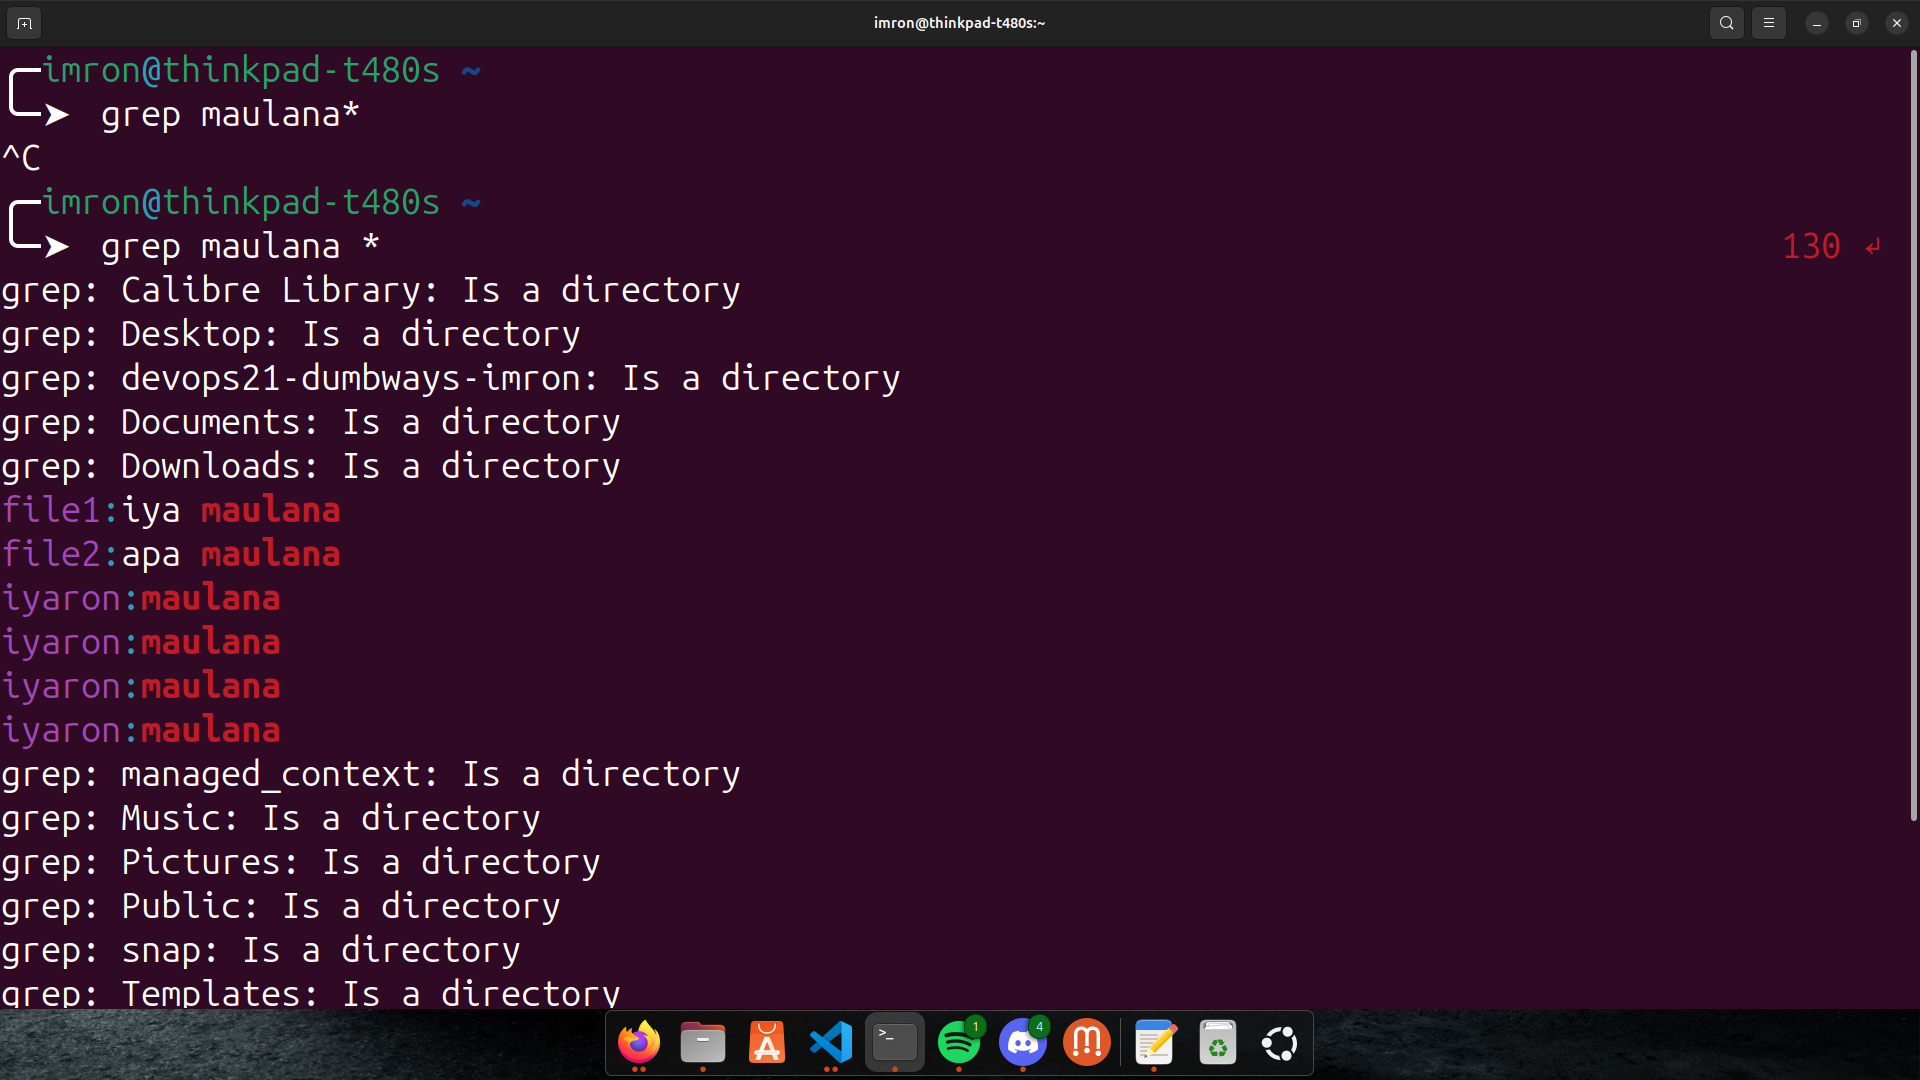 imron@thinkpad-t480s:~
imron@thinkpad-t480s ~
➤ grep maulana*
^C
imron@thinkpad-t480s ~
➤ grep maulana * 130 ↵
grep: Calibre Library: Is a directory
grep: Desktop: Is a directory
grep: devops21-dumbways-imron: Is a directory
grep: Documents: Is a directory
grep: Downloads: Is a directory
file1:iya maulana
file2:apa maulana
iyaron:maulana
iyaron:maulana
iyaron:maulana
iyaron:maulana
grep: managed_context: Is a directory
grep: Music: Is a directory
grep: Pictures: Is a directory
grep: Public: Is a directory
grep: snap: Is a directory
grep: Templates: Is a directory
>_ 1 4